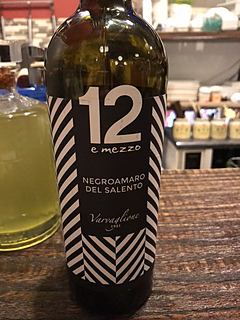 12
e mezzo
NEGROAMARO
DEL SALENTO
Varvaglione
1921